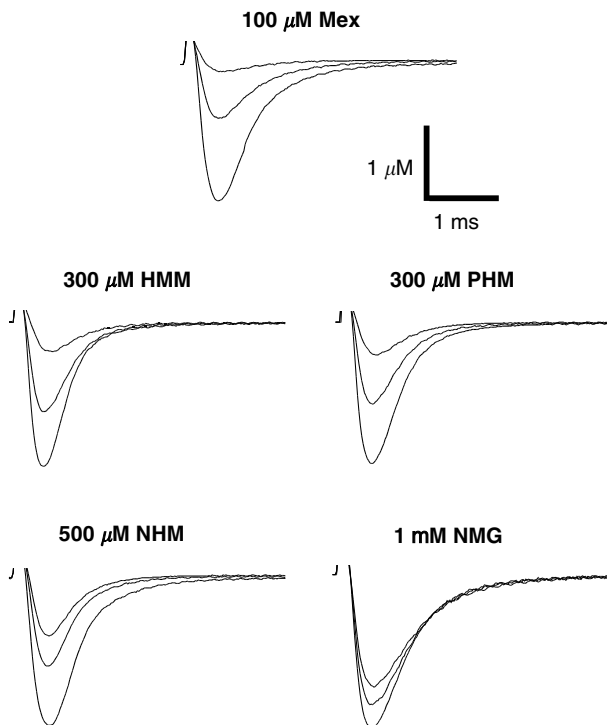 100 µM Mex
1 µM
1 ms
300 µM HMM
300 µM PHM
500 µM NHM
1 mM NMG